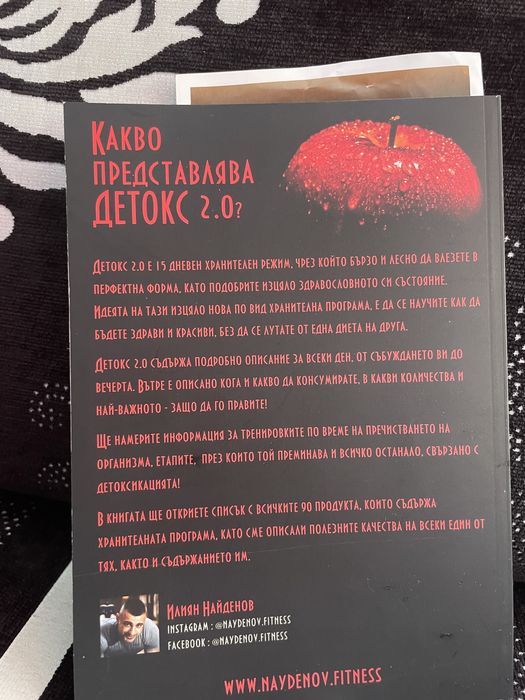 Какво
представлява
ДЕТОКС 2.0?
Детокс 2.0 е 15 дневен хранителен режим, чрез който бързо и лесно да влезете в
перфектна форма, като подобрите изцяло здравословното си състояние.
Идеята на тази изцяло нова по вид хранителна програма, е да се научите как да
бъдете здрави и красиви, без да се лутате от една диета на друга.
Детокс 2.0 съдържа подробно описание за всеки ден, от събуждането ви до
вечерта. Вътре е описано кога и какво да консумирате, в какви количества и
най-важното - защо да го правите!
Ще намерите информация за тренировките по време на пречистването на
организма, етапите, през които той преминава и всичко останало, свързано с
детоксикацията!
В книгата ще откриете списък с всичките 90 продукта, които съдържа
хранителната програма, като сме описали полезните качества на всеки един от
тях, както и съдържанието им.
Илиян Найденов
INSTAGRAM : @NAYDENOV.FITNESS
FACEBOOK : @NAYDENOV.FITNESS
WWW.NAYDENOV.FITNESS